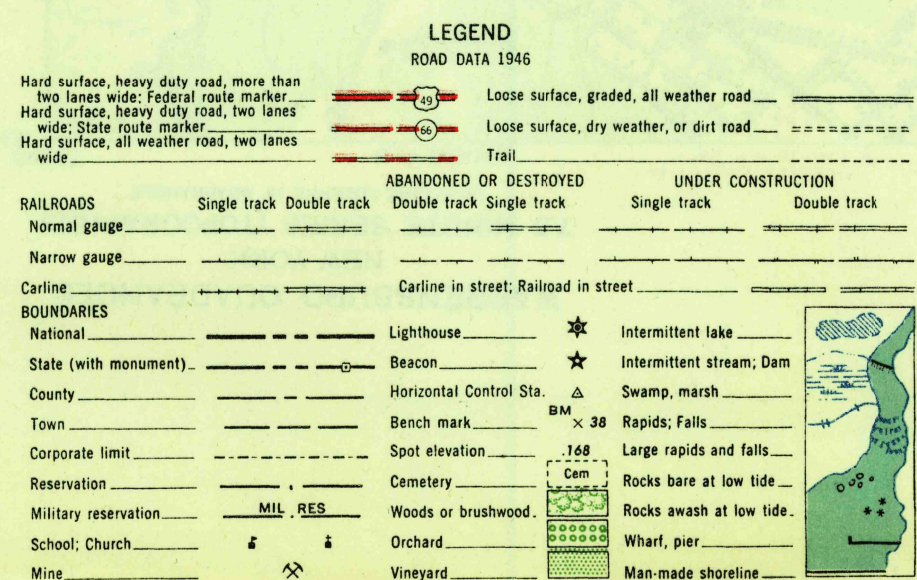 LEGEND
ROAD DATA 1946
Hard surface, heavy duty road, more than
two lanes wide; Federal route marker
49
Hard surface, heavy duty road, two lanes
wide; State route marker
66
Hard surface, all weather road, two lanes
wide
Loose surface, graded, all weather road
Loose surface, dry weather, or dirt road
Trail
ABANDONED OR DESTROYED
UNDER CONSTRUCTION
RAILROADS
Single track Double track
Double track Single track
Single track
Double track
Normal gauge
Narrow gauge
Carline
Carline in street; Railroad in street
BOUNDARIES
National
State (with monument)
County
Town
Corporate limit
Reservation
Military reservation
MIL. RES
School; Church
Mine
Lighthouse
Beacon
Horizontal Control Sta.
Bench mark
BM
× 38
Spot elevation
.168
Cemetery
Cem
Woods or brushwood
Orchard
Vineyard
Intermittent lake
Intermittent stream; Dam
Swamp, marsh
Rapids; Falls
Large rapids and falls
Rocks bare at low tide
Rocks awash at low tide
Wharf, pier
Man-made shoreline